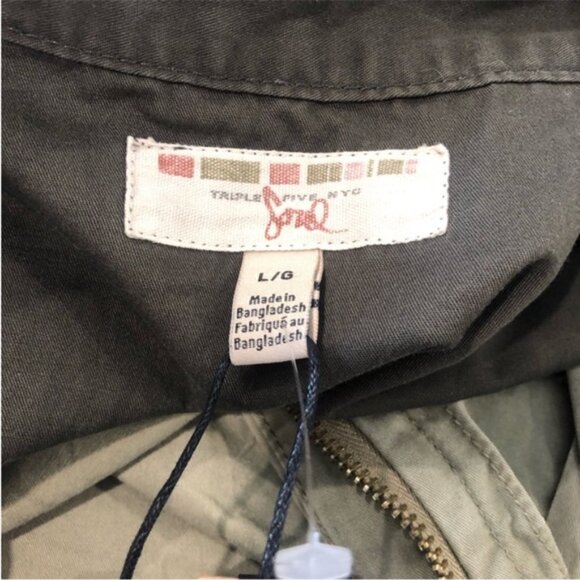 TRIPLE FIVE NYC
L/G
Made in
Bangladesh
Fabriqué au
Bangladesh